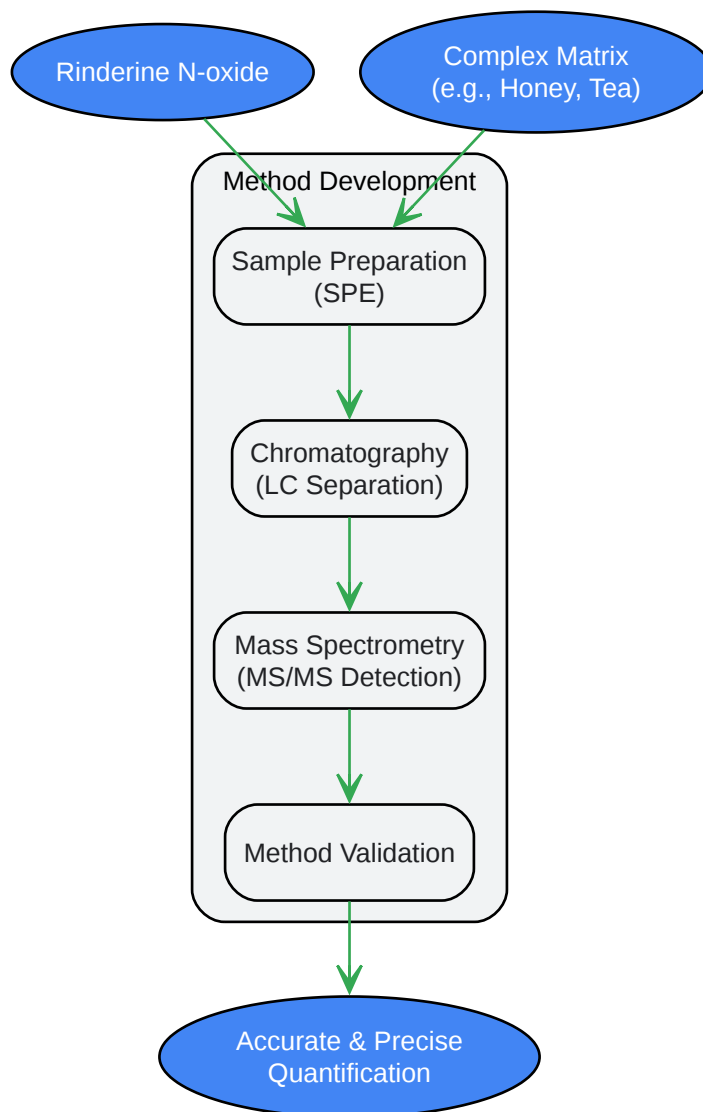 Rinderine N-oxide
Complex Matrix
(e.g., Honey, Tea)
Method Development
Sample Preparation
(SPE)
Chromatography
(LC Separation)
Mass Spectrometry
(MS/MS Detection)
Method Validation
Accurate & Precise
Quantification